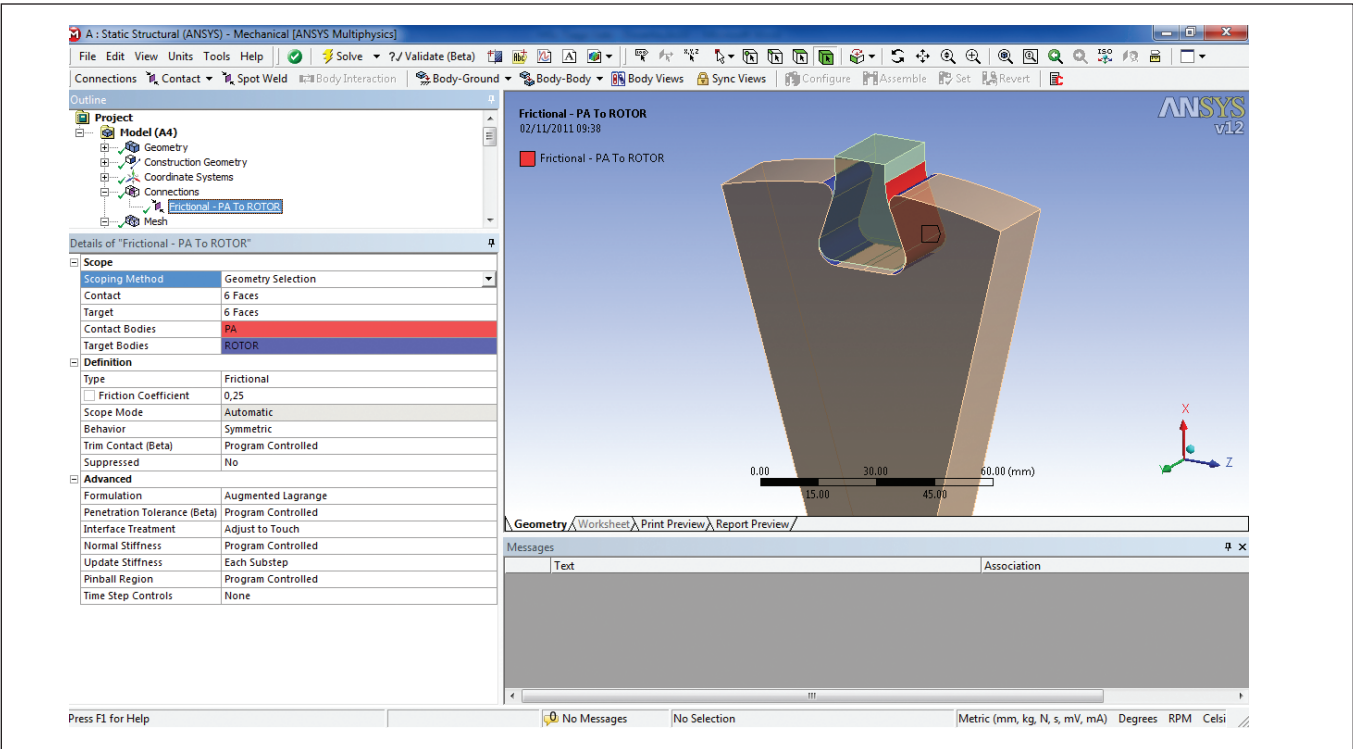 A : Static Structural (ANSYS) - Mechanical [ANSYS Multiphysics]
File Edit View Units Tools Help Solve ?./ Validate (Beta)
Connections Contact Spot Weld Body Interaction Body-Ground Body-Body Body Views Sync Views Configure Assemble Set Revert
Outline
Project
Model (A4)
Geometry
Construction Geometry
Coordinate Systems
Connections
Frictional - PA To ROTOR
Mesh
Details of "Frictional - PA To ROTOR"
Scope
Scoping Method Geometry Selection
Contact 6 Faces
Target 6 Faces
Contact Bodies PA
Target Bodies ROTOR
Definition
Type Frictional
Friction Coefficient 0,25
Scope Mode Automatic
Behavior Symmetric
Trim Contact (Beta) Program Controlled
Suppressed No
Advanced
Formulation Augmented Lagrange
Penetration Tolerance (Beta) Program Controlled
Interface Treatment Adjust to Touch
Normal Stiffness Program Controlled
Update Stiffness Each Substep
Pinball Region Program Controlled
Time Step Controls None
Frictional - PA To ROTOR
02/11/2011 09:38
Frictional - PA To ROTOR
ANSYS
v12
X
Y
Z
0.00 30.00 60.00 (mm)
15.00 45.00
Geometry Worksheet Print Preview Report Preview
Messages
Text Association
Press F1 for Help
0 No Messages No Selection Metric (mm, kg, N, s, mV, mA) Degrees RPM Celsi